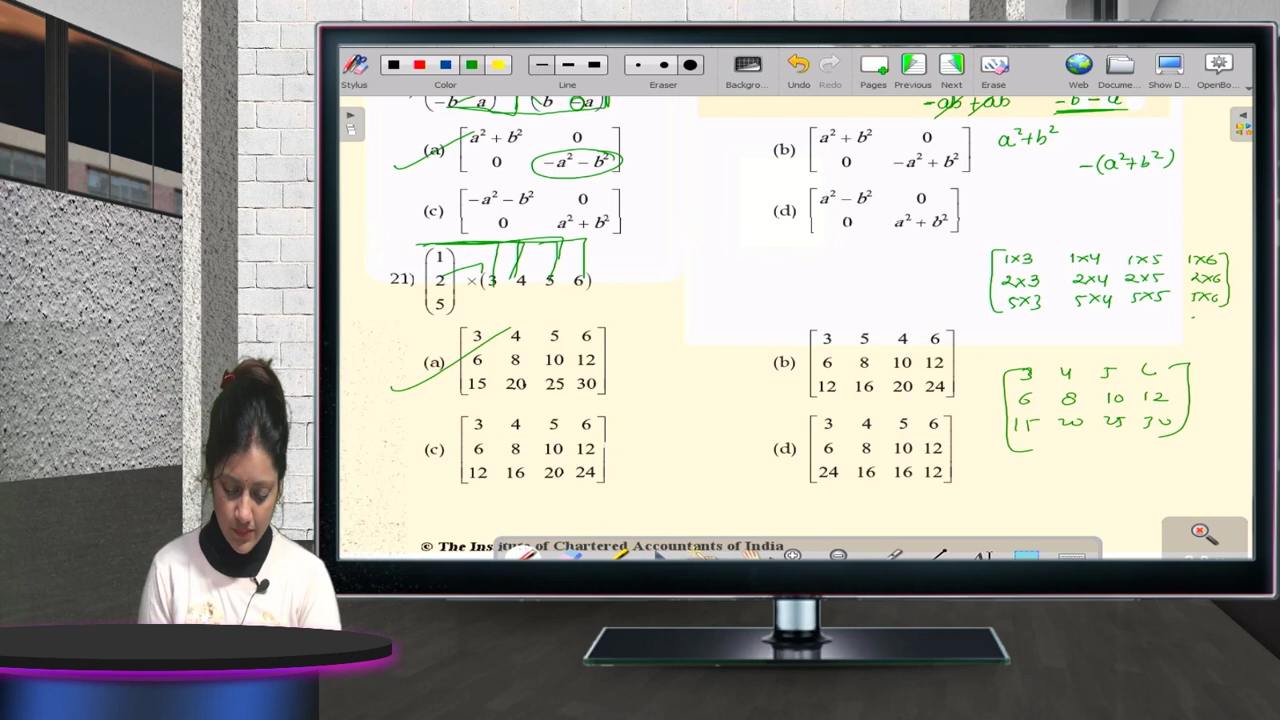 Stylus Color Line Eraser Backgro... Undo Redo Pages Previous Next Erase Web Docume... Show D... OpenBo...
(−b a) (b −a) −ab + ab −b − a
(a) [a² + b² 0 (b) [a² + b² 0 a²+b²
0 −a² − b²] 0 −a² + b²] −(a²+b²)
(c) [−a² − b² 0 (d) [a² − b² 0
0 a² + b²] 0 a² + b²]
1 1×3 1×4 1×5 1×6
21) 2 ×(3 4 5 6) 2×3 2×4 2×5 2×6
5 5×3 5×4 5×5 5×6
3 4 5 6 3 5 4 6
(a) 6 8 10 12 (b) 6 8 10 12 3 4 5 6
15 20 25 30 12 16 20 24 6 8 10 12
3 4 5 6 3 4 5 6 15 20 25 30
(c) 6 8 10 12 (d) 6 8 10 12
12 16 20 24 24 16 16 12
© The Institute of Chartered Accountants of India